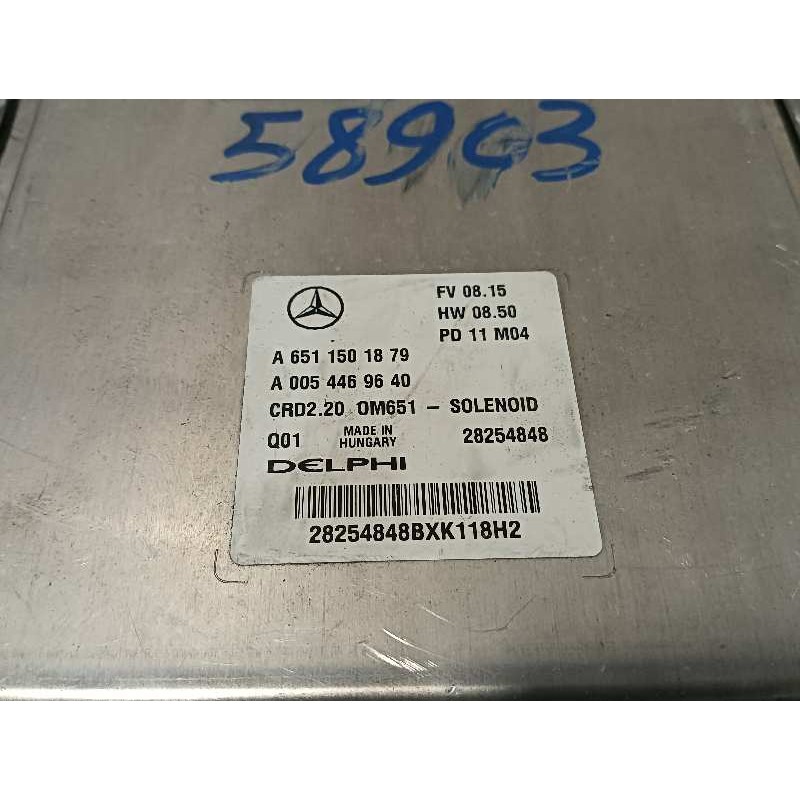 58903
FV 08.15
HW 08.50
PD 11 M04
A 651 150 18 79
A 005 446 96 40
CRD2.20 OM651 - SOLENOID
Q01 MADE IN HUNGARY 28254848
DELPHI
28254848BXK118H2